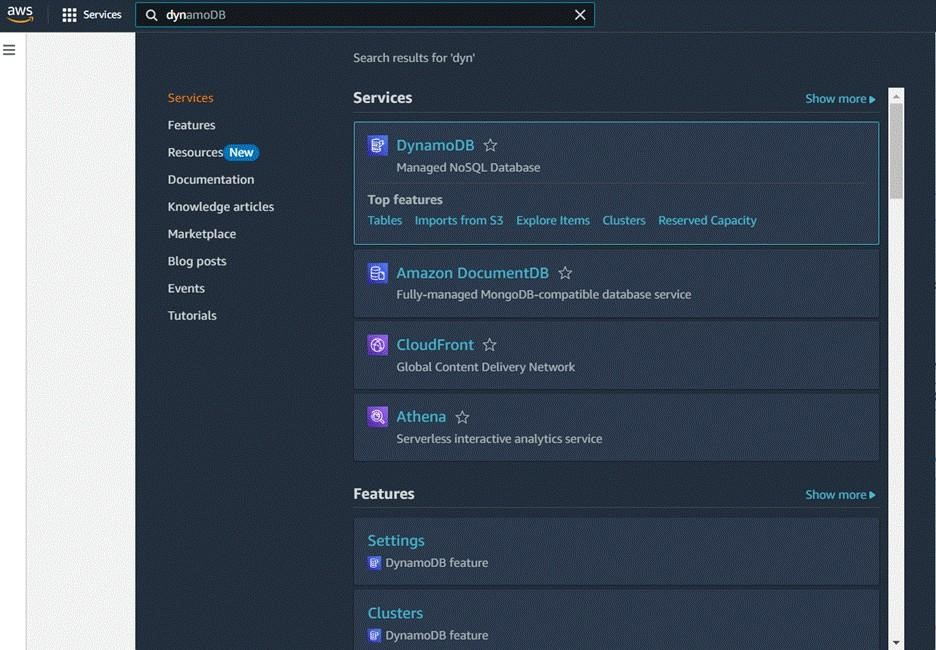 aws Services dynamoDB
Search results for 'dyn'
Services
Features
Resources New
Documentation
Knowledge articles
Marketplace
Blog posts
Events
Tutorials
Services Show more
DynamoDB
Managed NoSQL Database
Top features
Tables Imports from S3 Explore Items Clusters Reserved Capacity
Amazon DocumentDB
Fully-managed MongoDB-compatible database service
CloudFront
Global Content Delivery Network
Athena
Serverless interactive analytics service
Features Show more
Settings
DynamoDB feature
Clusters
DynamoDB feature